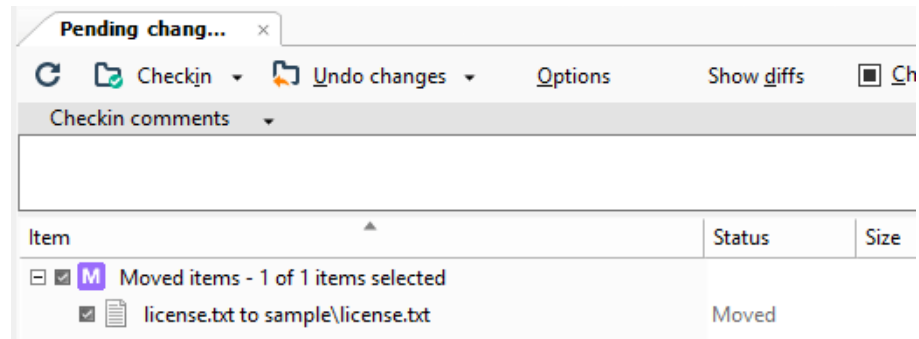 Pending chang... ×
Checkin Undo changes Options Show diffs Ch
Checkin comments
Item Status Size
M Moved items - 1 of 1 items selected
license.txt to sample\license.txt Moved